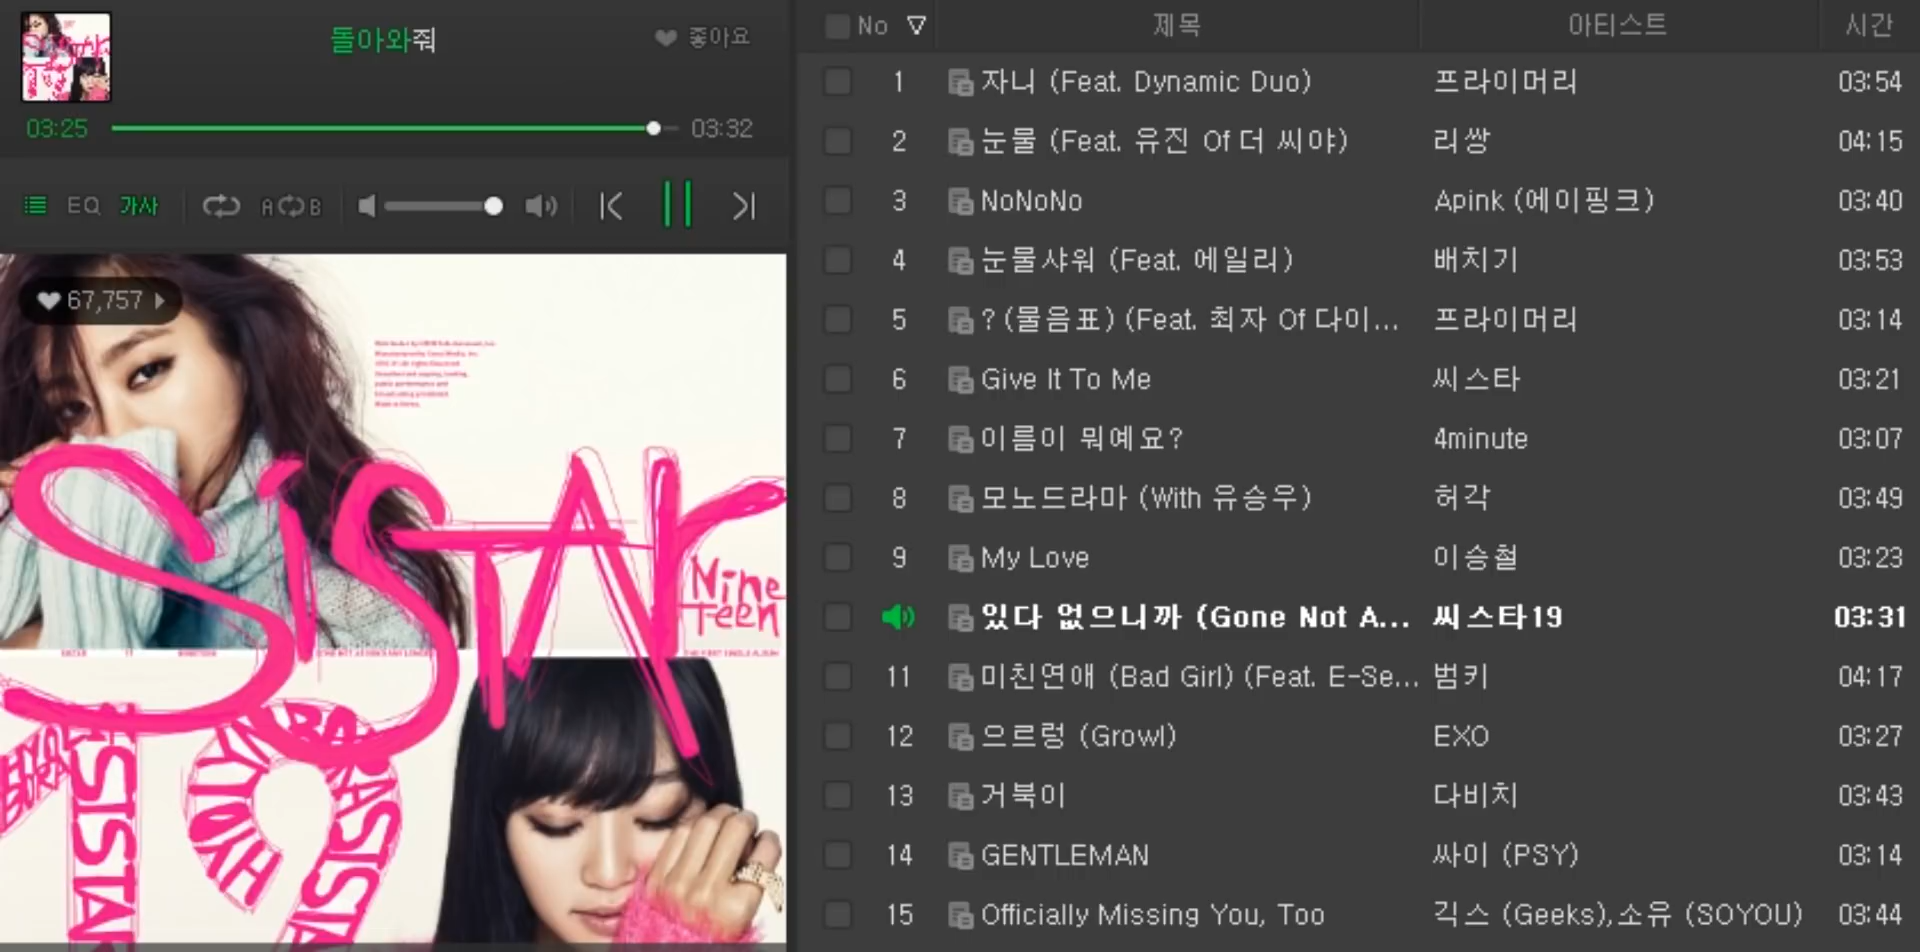 돌아와줘
좋아요
03:25
03:32
EQ 가사
A B
67,757
SISTAR
Nine
Teen
No 제목 아티스트 시간
1 자니 (Feat. Dynamic Duo) 프라이머리 03:54
2 눈물 (Feat. 유진 Of 더 씨야) 리쌍 04:15
3 NoNoNo Apink (에이핑크) 03:40
4 눈물샤워 (Feat. 에일리) 배치기 03:53
5 ? (물음표) (Feat. 최자 Of 다이... 프라이머리 03:14
6 Give It To Me 씨스타 03:21
7 이름이 뭐예요? 4minute 03:07
8 모노드라마 (With 유승우) 허각 03:49
9 My Love 이승철 03:23
있다 없으니까 (Gone Not A... 씨스타19 03:31
11 미친연애 (Bad Girl) (Feat. E-Se... 범키 04:17
12 으르렁 (Growl) EXO 03:27
13 거북이 다비치 03:43
14 GENTLEMAN 싸이 (PSY) 03:14
15 Officially Missing You, Too 긱스 (Geeks),소유 (SOYOU) 03:44